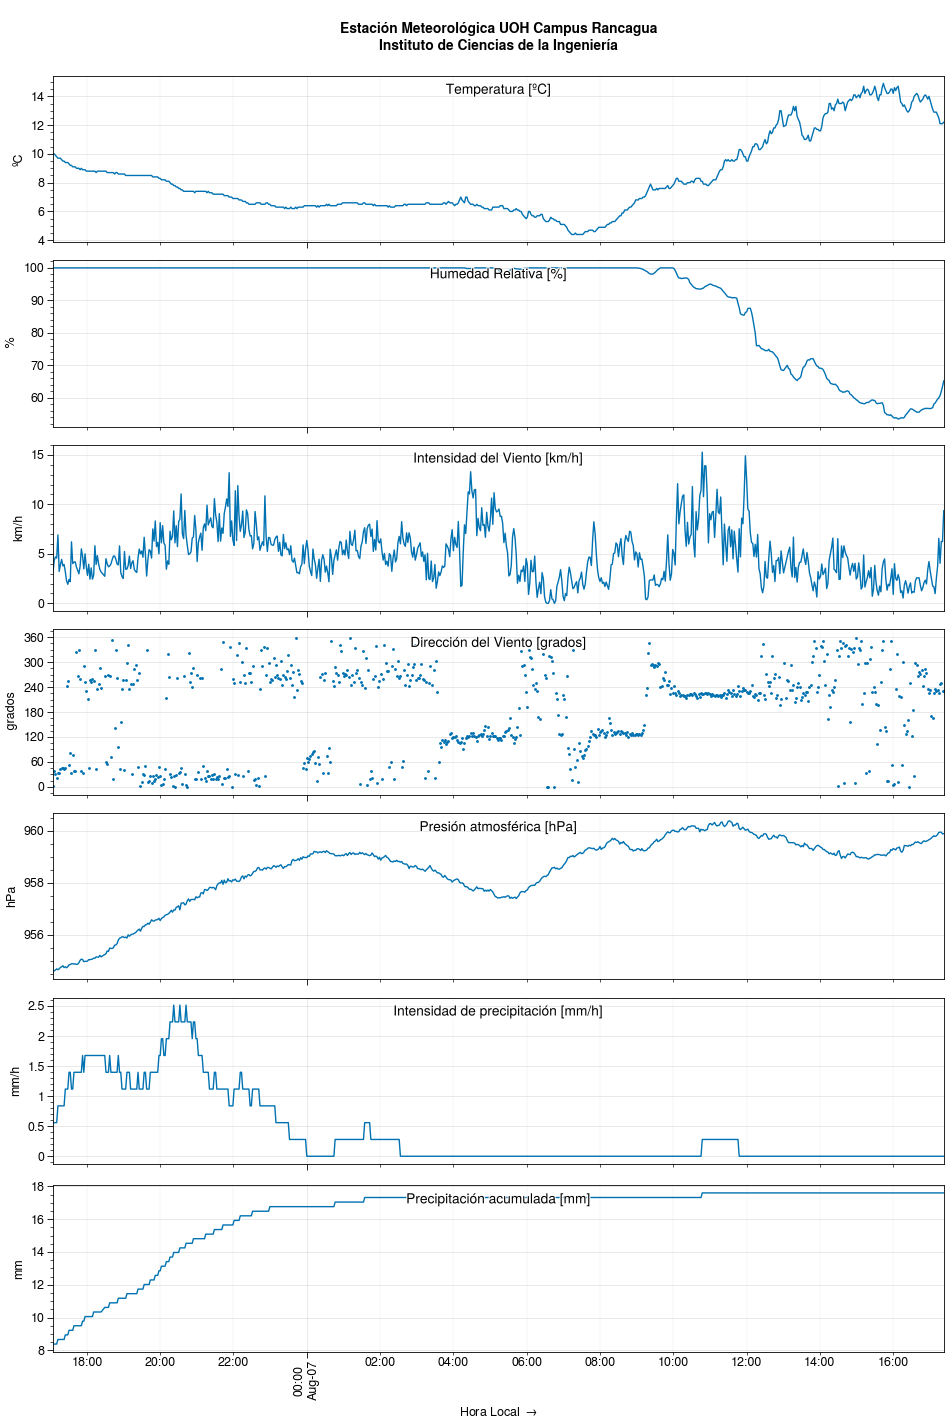 Estación Meteorológica UOH Campus Rancagua
Instituto de Ciencias de la Ingeniería
Temperatura [ºC]
ºC
14
12
10
8
6
4
Humedad Relativa [%]
%
100
90
80
70
60
Intensidad del Viento [km/h]
km/h
15
10
5
0
Dirección del Viento [grados]
grados
360
300
240
180
120
60
0
Presión atmosférica [hPa]
hPa
960
958
956
Intensidad de precipitación [mm/h]
mm/h
2.5
2
1.5
1
0.5
0
Precipitación acumulada [mm]
mm
18
16
14
12
10
8
18:00 20:00 22:00 00:00 02:00 04:00 06:00 08:00 10:00 12:00 14:00 16:00
Aug-07
Hora Local →